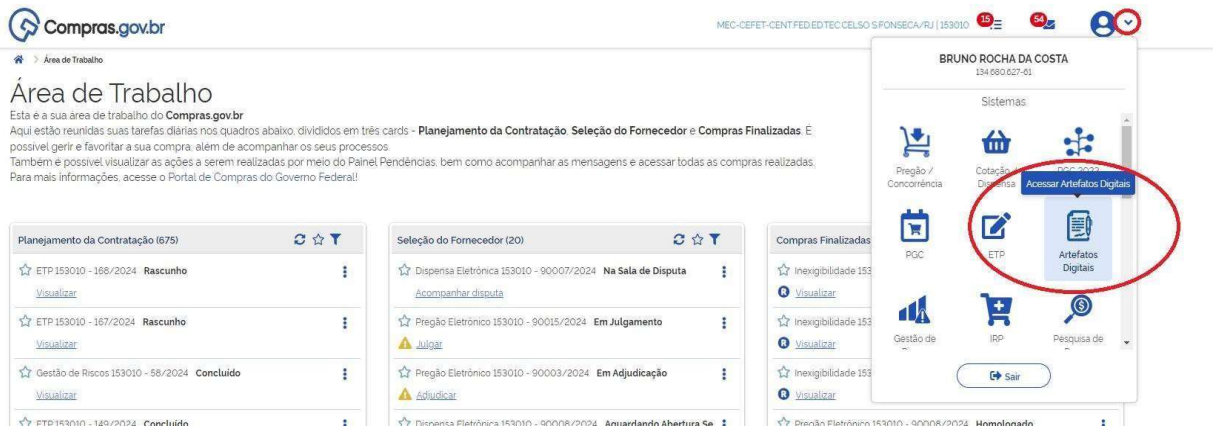 Compras.gov.br
MEC-CEFET-CENT.FED.ED.TEC.CELSO S.FONSECA/RJ | 153010
15
54
Área de Trabalho
Área de Trabalho
Esta é a sua área de trabalho do Compras.gov.br
Aqui estão reunidas suas tarefas diárias nos quadros abaixo, divididos em três cards - Planejamento da Contratação, Seleção do Fornecedor e Compras Finalizadas. É
possível gerir e favoritar a sua compra, além de acompanhar os seus processos.
Também é possível visualizar as ações a serem realizadas por meio do Painel Pendências, bem como acompanhar as mensagens e acessar todas as compras realizadas.
Para mais informações, acesse o Portal de Compras do Governo Federal!
Planejamento da Contratação (675)
ETP 153010 - 168/2024 Rascunho
Visualizar
ETP 153010 - 167/2024 Rascunho
Visualizar
Gestão de Riscos 153010 - 58/2024 Concluído
Visualizar
ETP 153010 - 149/2024 Concluído
Seleção do Fornecedor (20)
Dispensa Eletrônica 153010 - 90007/2024 Na Sala de Disputa
Acompanhar disputa
Pregão Eletrônico 153010 - 90015/2024 Em Julgamento
Julgar
Pregão Eletrônico 153010 - 90003/2024 Em Adjudicação
Adjudicar
Dispensa Eletrônica 153010 - 90008/2024 Aguardando Abertura Se
Compras Finalizadas
Inexigibilidade 153
R Visualizar
Inexigibilidade 153
R Visualizar
Inexigibilidade 153
R Visualizar
Pregão Eletrônico 153010 - 90008/2024 Homologado
BRUNO ROCHA DA COSTA
134.680.627-61
Sistemas
Pregão /
Concorrência
Cotação /
Dispensa
PGC 2023
Acessar Artefatos Digitais
PGC
ETP
Artefatos
Digitais
Gestão de
IRP
Pesquisa de
Sair